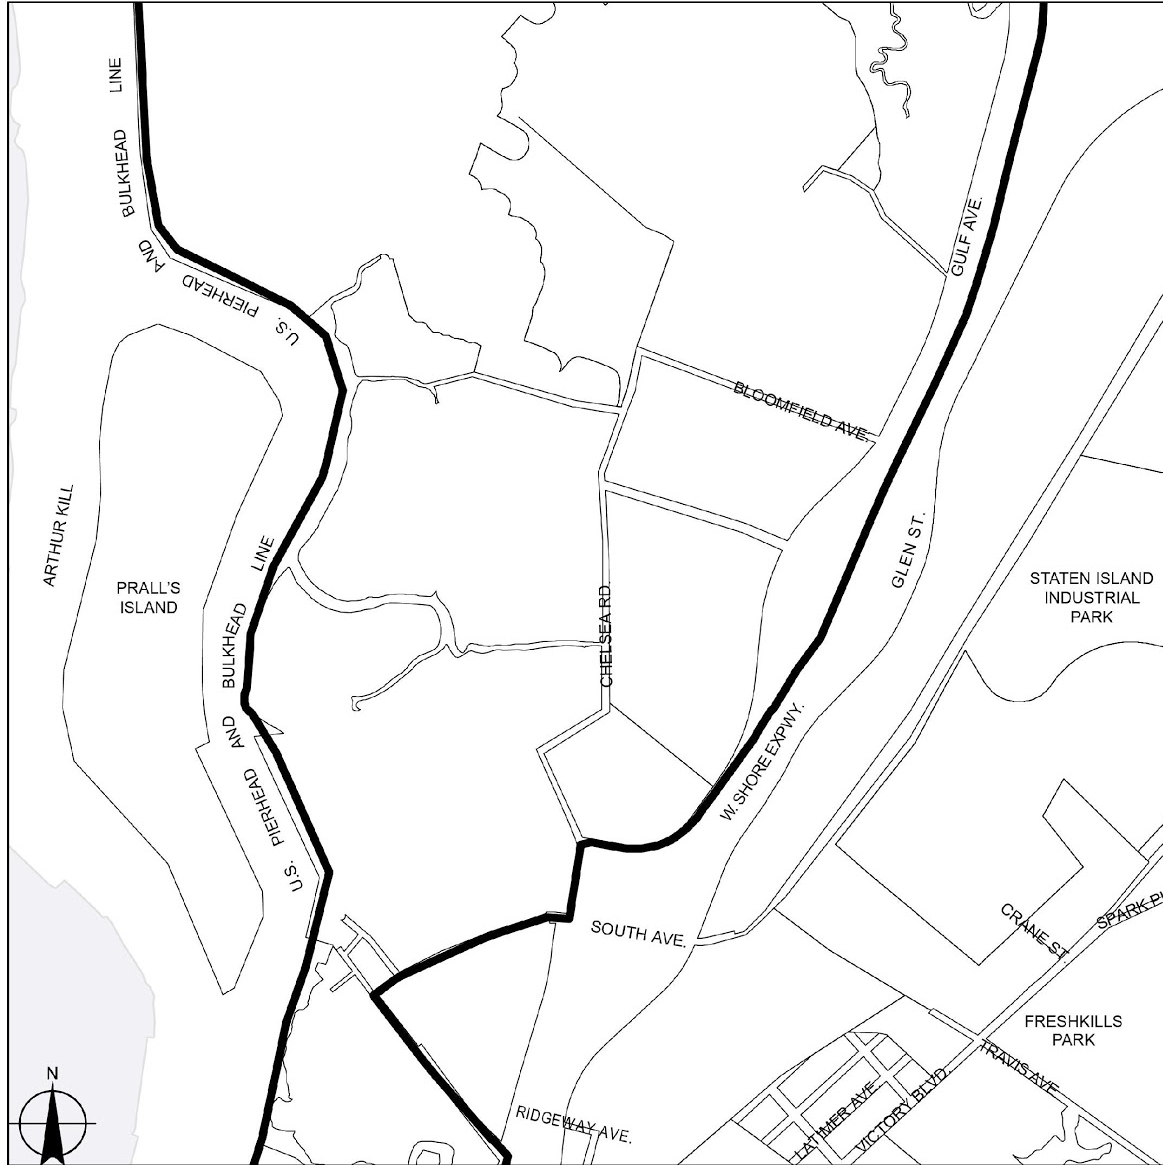 LINE
BULKHEAD
AND
PIERHEAD
U.S.
GULF AVE.
BLOOMFIELD AVE.
ARTHUR KILL
LINE
BULKHEAD
AND
PIERHEAD
U.S.
PRALL'S
ISLAND
GLEN ST.
STATEN ISLAND
INDUSTRIAL
PARK
CHELSEA RD.
W. SHORE EXPWY.
SOUTH AVE.
CRANE ST.
SPARK
FRESHKILLS
PARK
TRAVIS AVE.
LATIMER AVE.
VICTORY BLVD.
RIDGEWAY AVE.
N